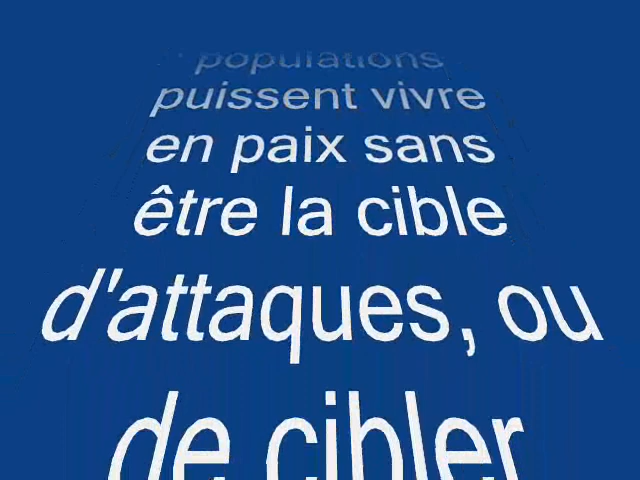 populations
puissent vivre
en paix sans
être la cible
d'attaques, ou
de cibler